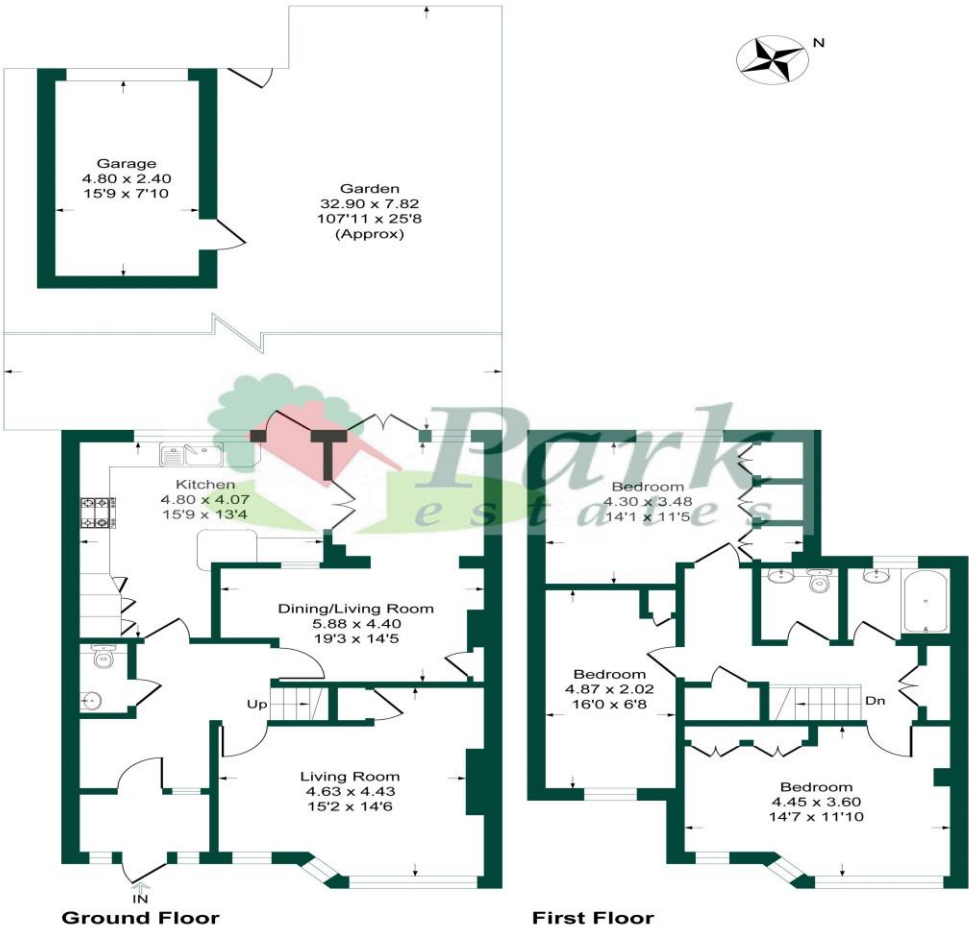 N
Garage
4.80 x 2.40
15'9 x 7'10
Garden
32.90 x 7.82
107'11 x 25'8
(Approx)
Park
estates
Kitchen
4.80 x 4.07
15'9 x 13'4
Bedroom
4.30 x 3.48
14'1 x 11'5
Dining/Living Room
5.88 x 4.40
19'3 x 14'5
Bedroom
4.87 x 2.02
16'0 x 6'8
Up
Dn
Living Room
4.63 x 4.43
15'2 x 14'6
Bedroom
4.45 x 3.60
14'7 x 11'10
IN
Ground Floor
First Floor